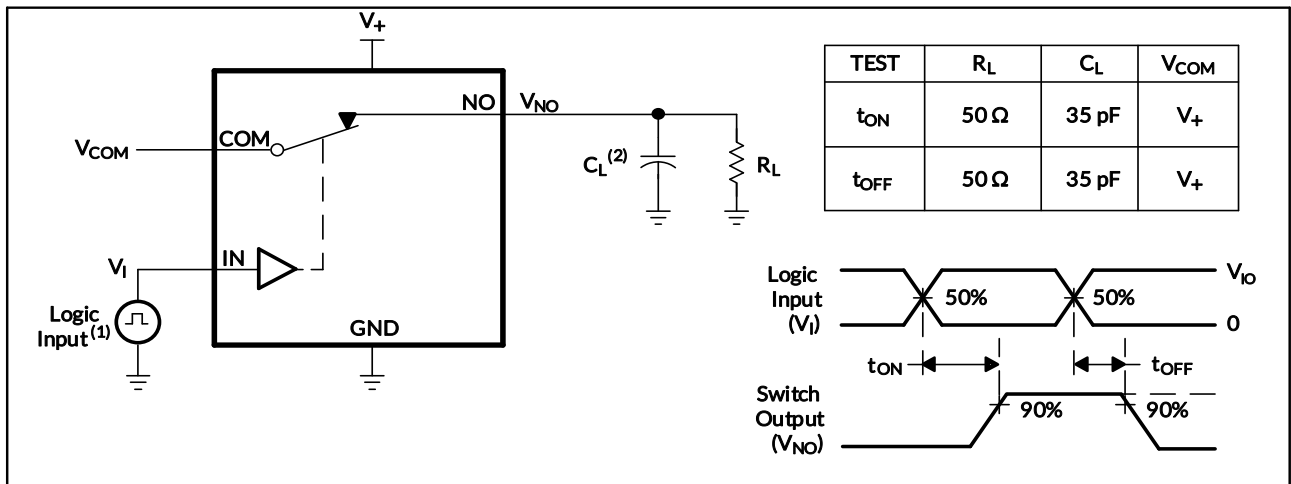 V+
NO
VNO
COM
VCOM
CL(2)
RL
IN
VI
Logic
Input(1)
GND
TEST RL CL VCOM
tON 50 Ω 35 pF V+
tOFF 50 Ω 35 pF V+
Logic
Input
(VI)
50%
50%
VIO
0
tON
tOFF
Switch
Output
(VNO)
90%
90%